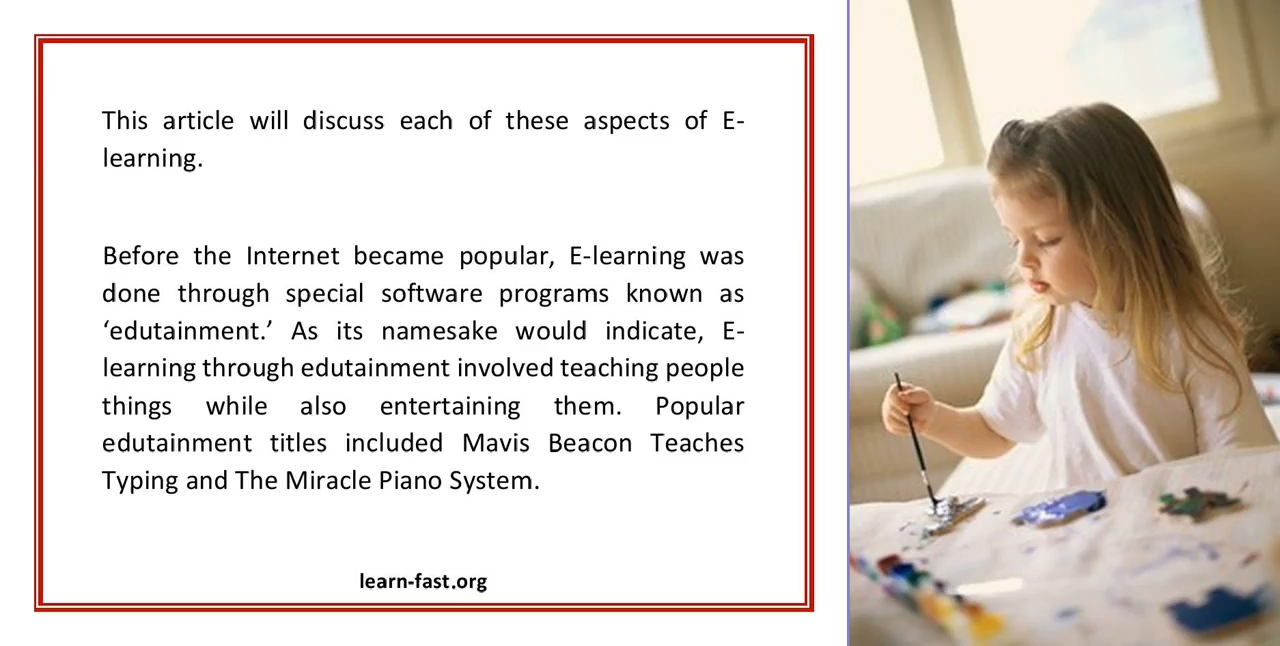 This article will discuss each of these aspects of E-
learning.
Before the Internet became popular, E-learning was
done through special software programs known as
‘edutainment.’ As its namesake would indicate, E-
learning through edutainment involved teaching people
things while also entertaining them. Popular
edutainment titles included Mavis Beacon Teaches
Typing and The Miracle Piano System.
learn-fast.org